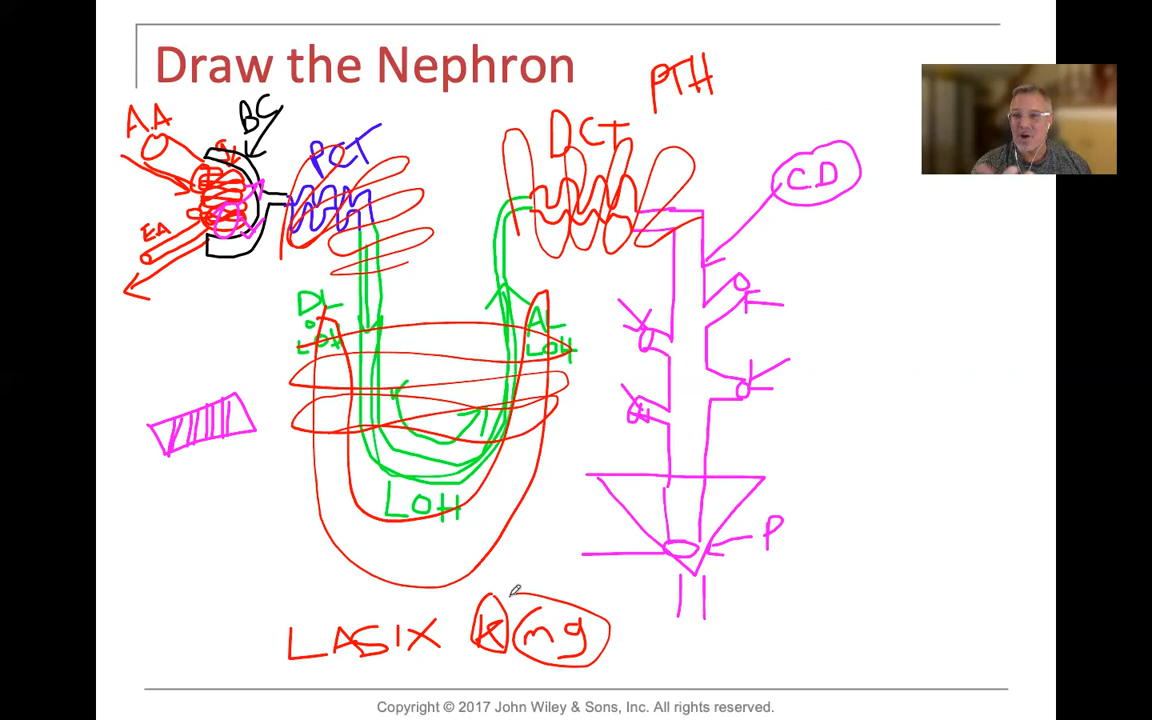 Draw the Nephron
PTH
A.A
BC
PCT
DCT
CD
EA
DL
LOH
AL
LOH
LOH
P
LASIX K mg
Copyright © 2017 John Wiley & Sons, Inc. All rights reserved.